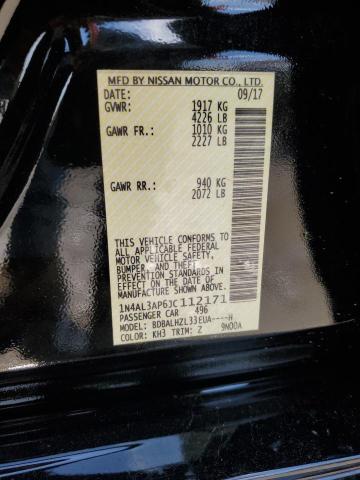 MFD BY NISSAN MOTOR CO., LTD.
DATE: 09/17
GVWR: 1917 KG
4226 LB
GAWR FR.: 1010 KG
2227 LB
GAWR RR.: 940 KG
2072 LB
THIS VEHICLE CONFORMS TO
ALL APPLICABLE FEDERAL
MOTOR VEHICLE SAFETY,
BUMPER, AND THEFT
PREVENTION STANDARDS IN
EFFECT ON THE DATE OF
MANUFACTURE SHOWN ABOVE.
1N4AL3AP6JC112171
PASSENGER CAR 496
MODEL: BDBALHZL33EUA----H
COLOR: KH3 TRIM: Z 9N00A